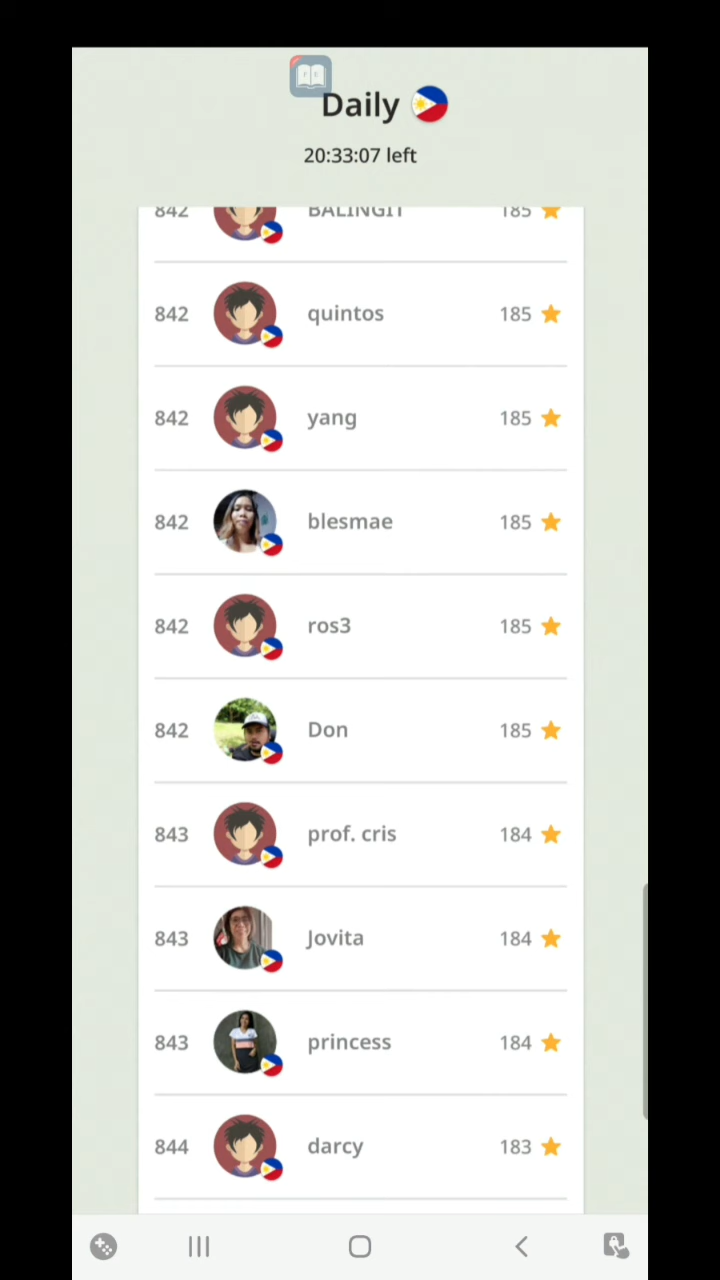 Daily
20:33:07 left
842 BALINGIT 185
842 quintos 185
842 yang 185
842 blesmae 185
842 ros3 185
842 Don 185
843 prof. cris 184
843 Jovita 184
843 princess 184
844 darcy 183